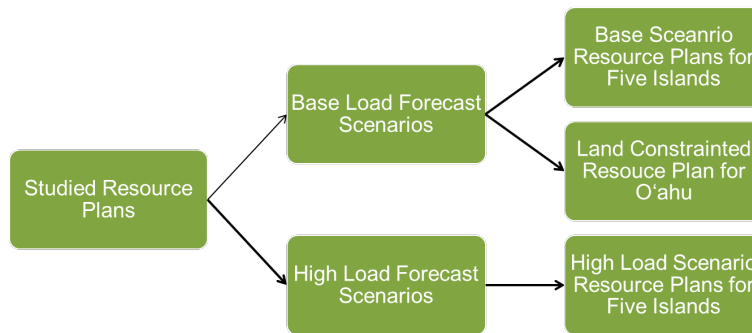 Studied Resource
Plans
Base Load Forecast
Scenarios
High Load Forecast
Scenarios
Base Sceanrio
Resource Plans for
Five Islands
Land Constrainted
Resouce Plan for
Oʻahu
High Load Scenario
Resource Plans for
Five Islands